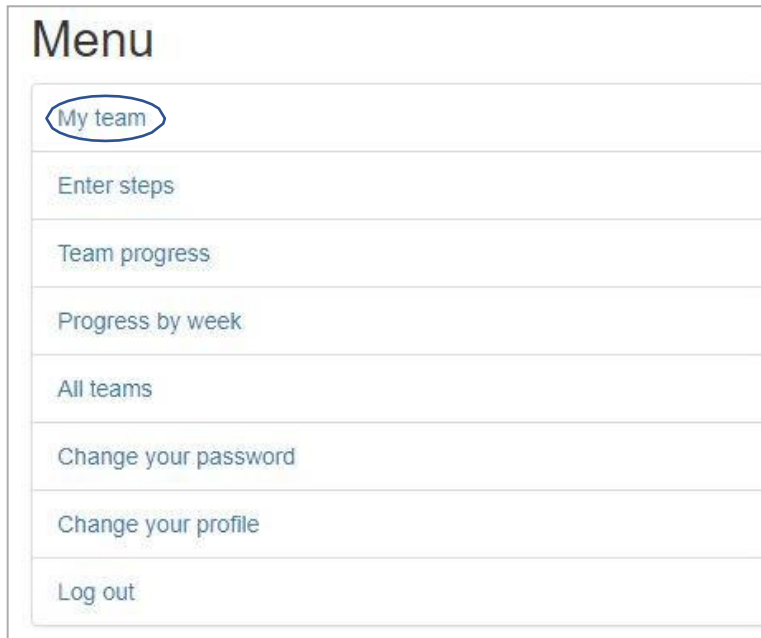 Menu
My team
Enter steps
Team progress
Progress by week
All teams
Change your password
Change your profile
Log out